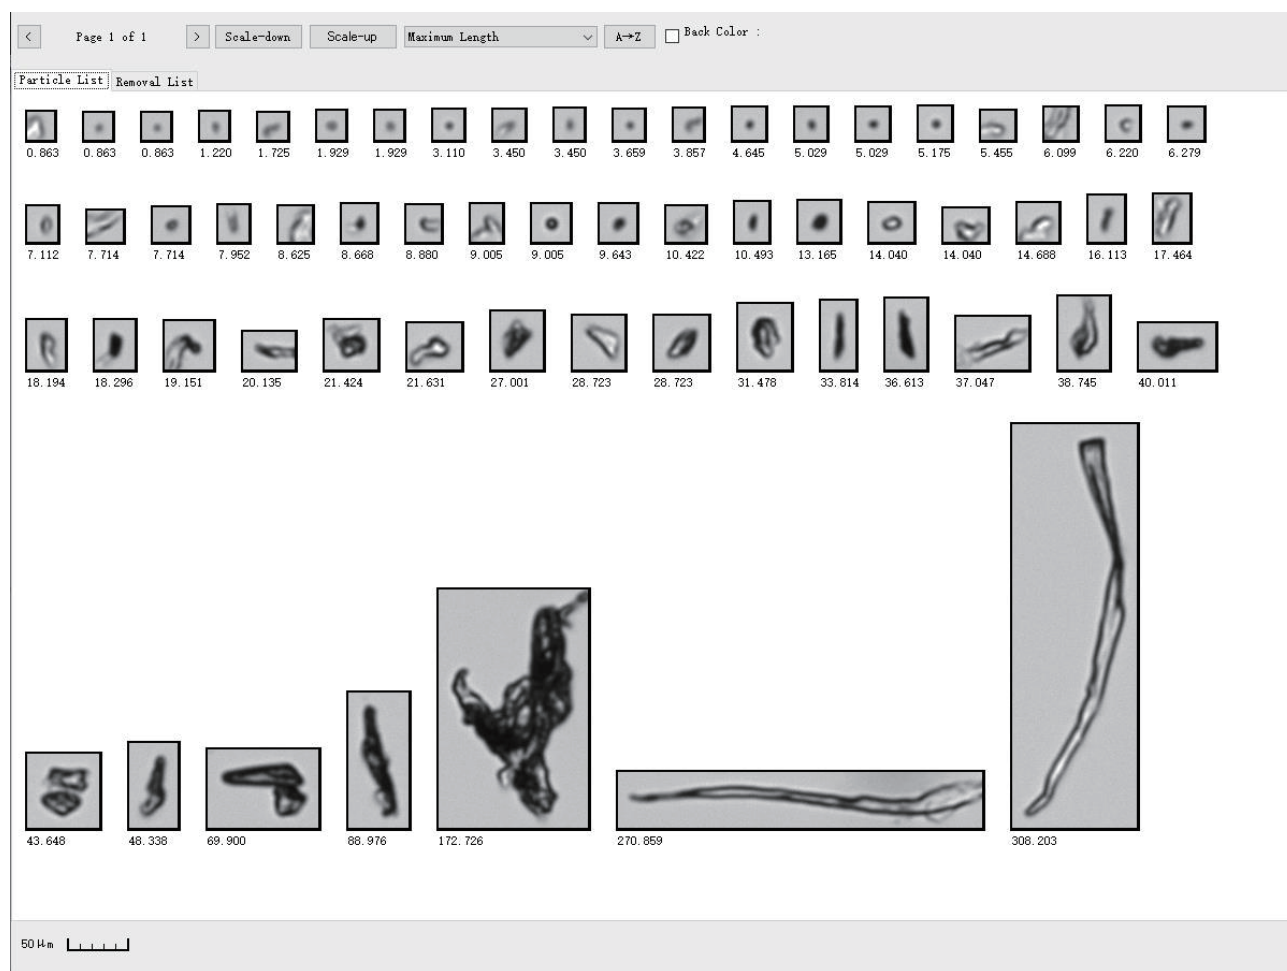 < Page 1 of 1 > Scale-down Scale-up Maximum Length A→Z Back Color :
Particle List Removal List
0.863 0.863 0.863 1.220 1.725 1.929 1.929 3.110 3.450 3.450 3.659 3.857 4.645 5.029 5.029 5.175 5.455 6.099 6.220 6.279
7.112 7.714 7.714 7.952 8.625 8.668 8.880 9.005 9.005 9.643 10.422 10.493 13.165 14.040 14.040 14.688 16.113 17.464
18.194 18.296 19.151 20.135 21.424 21.631 27.001 28.723 28.723 31.478 33.814 36.613 37.047 38.745 40.011
43.648 48.338 69.900 88.976 172.726 270.859 308.203
50 μm